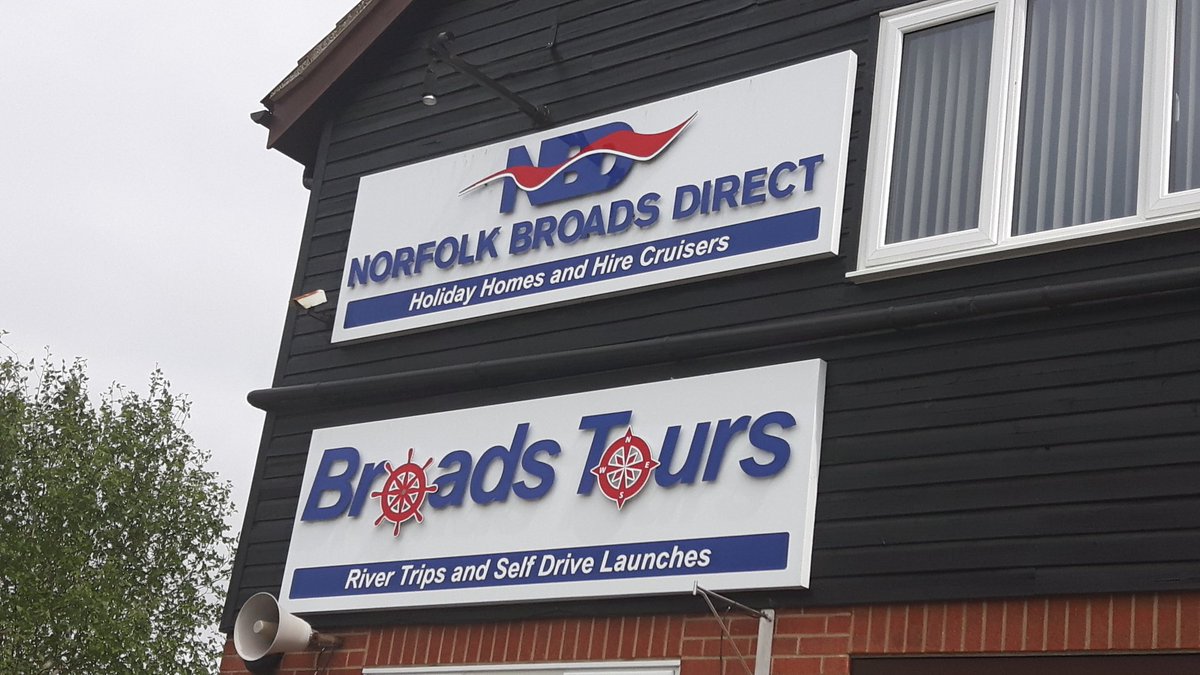 NBD
NORFOLK BROADS DIRECT
Holiday Homes and Hire Cruisers
Broads Tours
N
W E
S
River Trips and Self Drive Launches